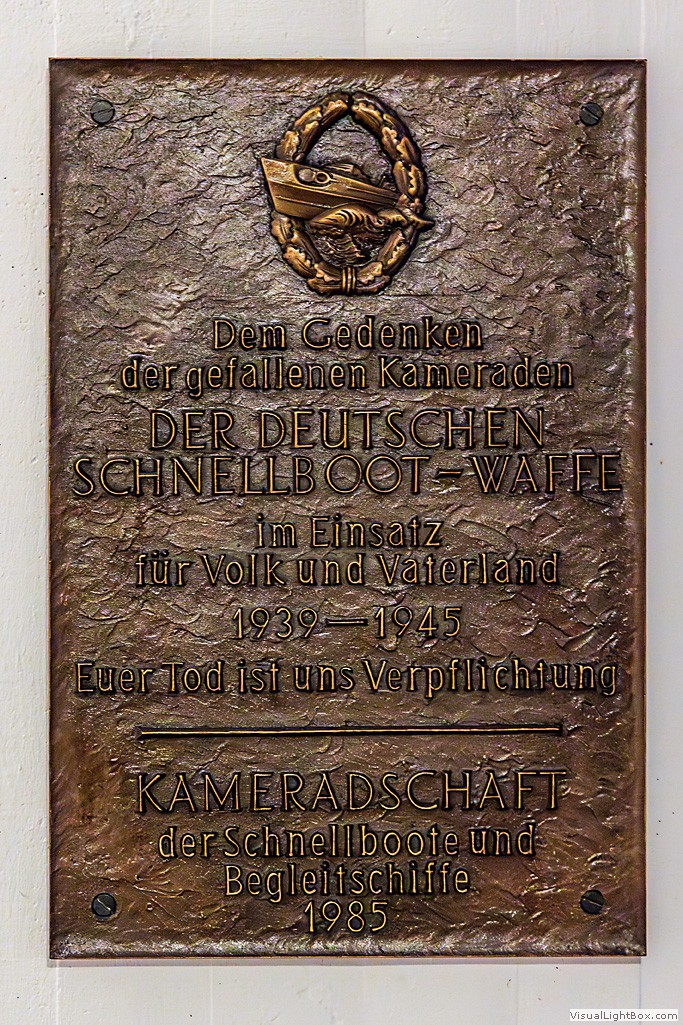 Dem Gedenken
der gefallenen Kameraden
DER DEUTSCHEN
SCHNELLBOOT-WAFFE
im Einsatz
für Volk und Vaterland
1939—1945
Euer Tod ist uns Verpflichtung
KAMERADSCHAFT
der Schnellboote und
Begleitschiffe
1985
VisualLightBox.com